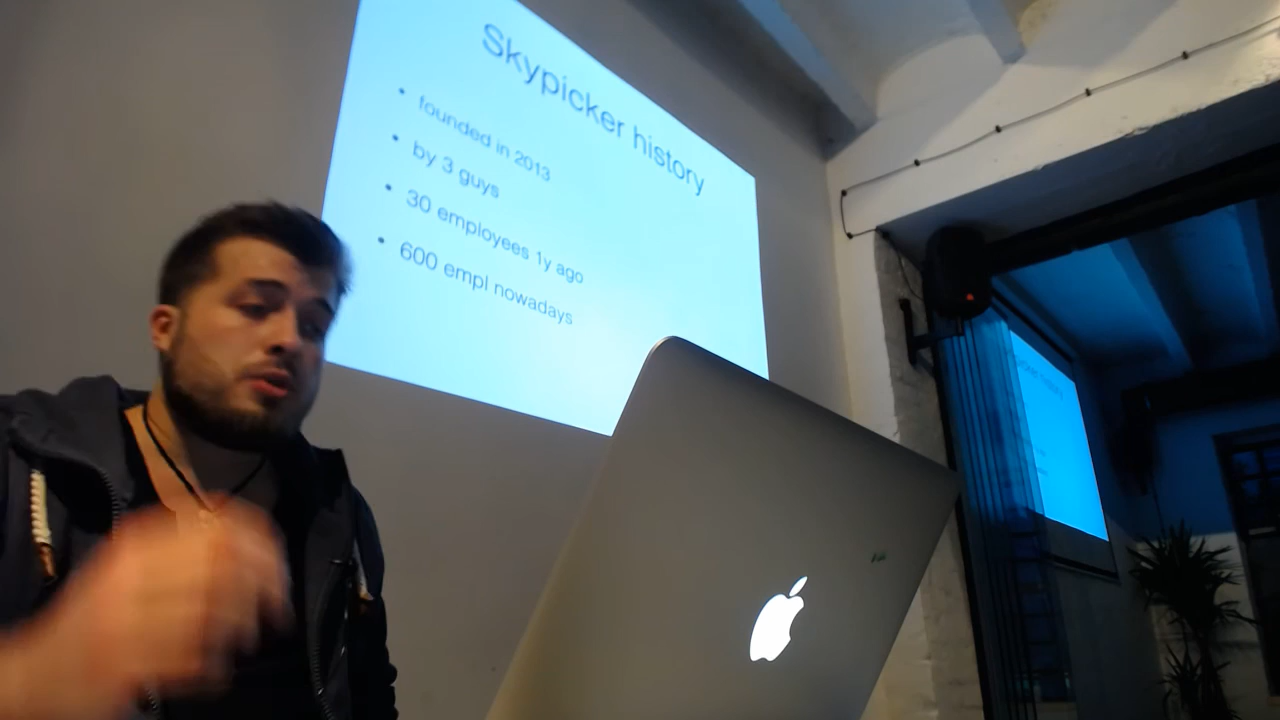 Skypicker history
• founded in 2013
• by 3 guys
• 30 employees 1y ago
• 600 empl nowadays